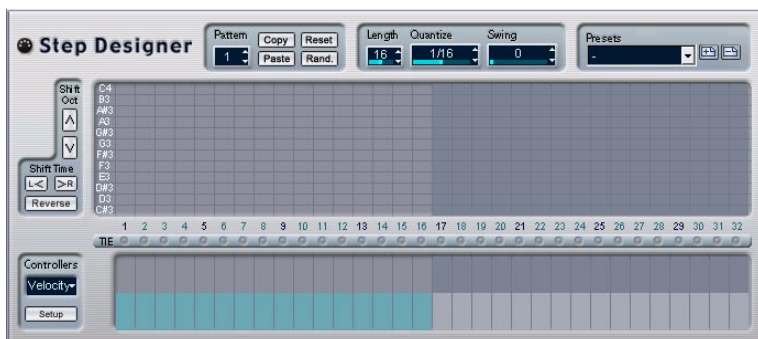 Step Designer
Pattern
1
Copy
Reset
Paste
Rand.
Length
Quantize
Swing
16
1/16
0
Presets
-
Shift
Oct
Shift Time
L<
>R
Reverse
C4
B3
A#3
A3
G#3
G3
F#3
F3
E3
D#3
D3
C#3
1 2 3 4 5 6 7 8 9 10 11 12 13 14 15 16 17 18 19 20 21 22 23 24 25 26 27 28 29 30 31 32
TIE
Controllers
Velocity
Setup